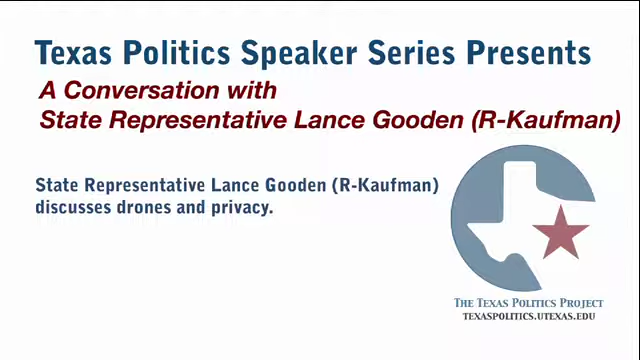 Texas Politics Speaker Series Presents
A Conversation with
State Representative Lance Gooden (R-Kaufman)
State Representative Lance Gooden (R-Kaufman)
discusses drones and privacy.
The Texas Politics Project
texaspolitics.utexas.edu